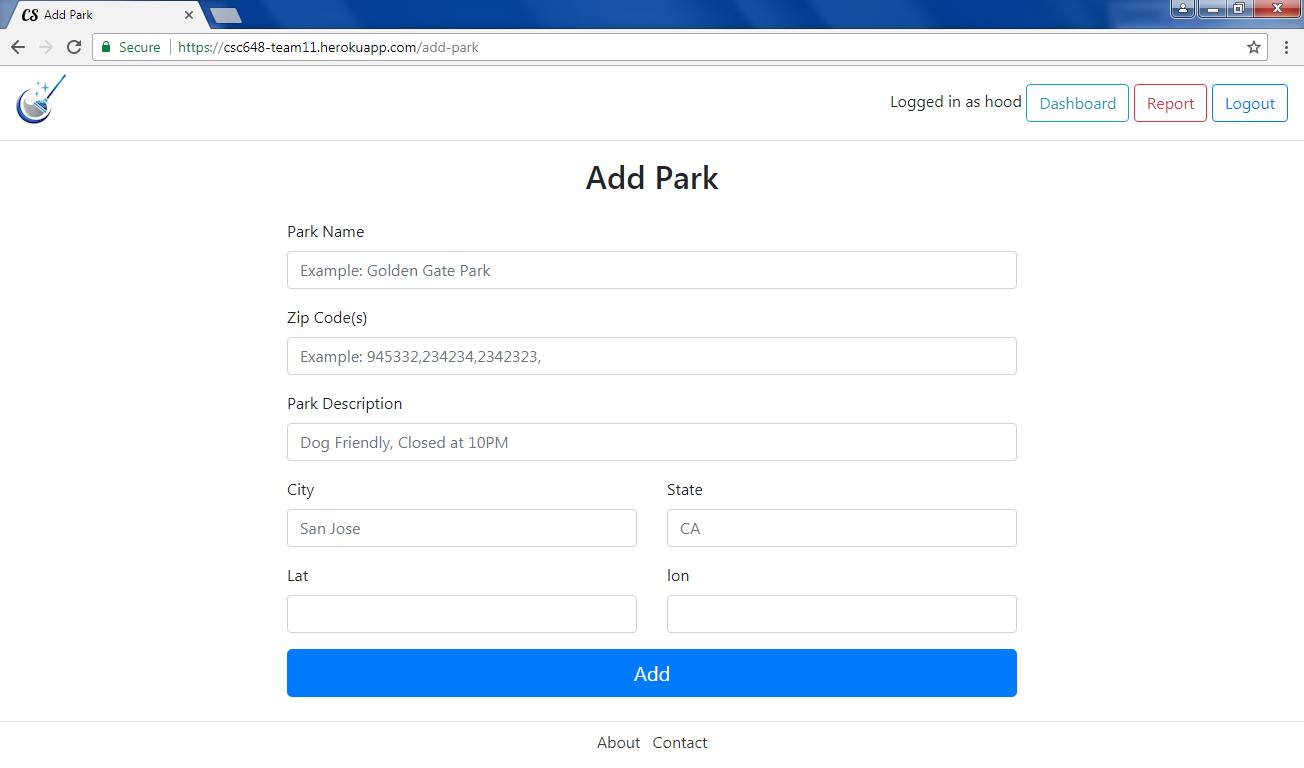 CS Add Park
Secure https://csc648-team11.herokuapp.com/add-park
Logged in as hood Dashboard Report Logout
Add Park
Park Name
Example: Golden Gate Park
Zip Code(s)
Example: 945332,234234,2342323,
Park Description
Dog Friendly, Closed at 10PM
City State
San Jose CA
Lat lon
Add
About Contact